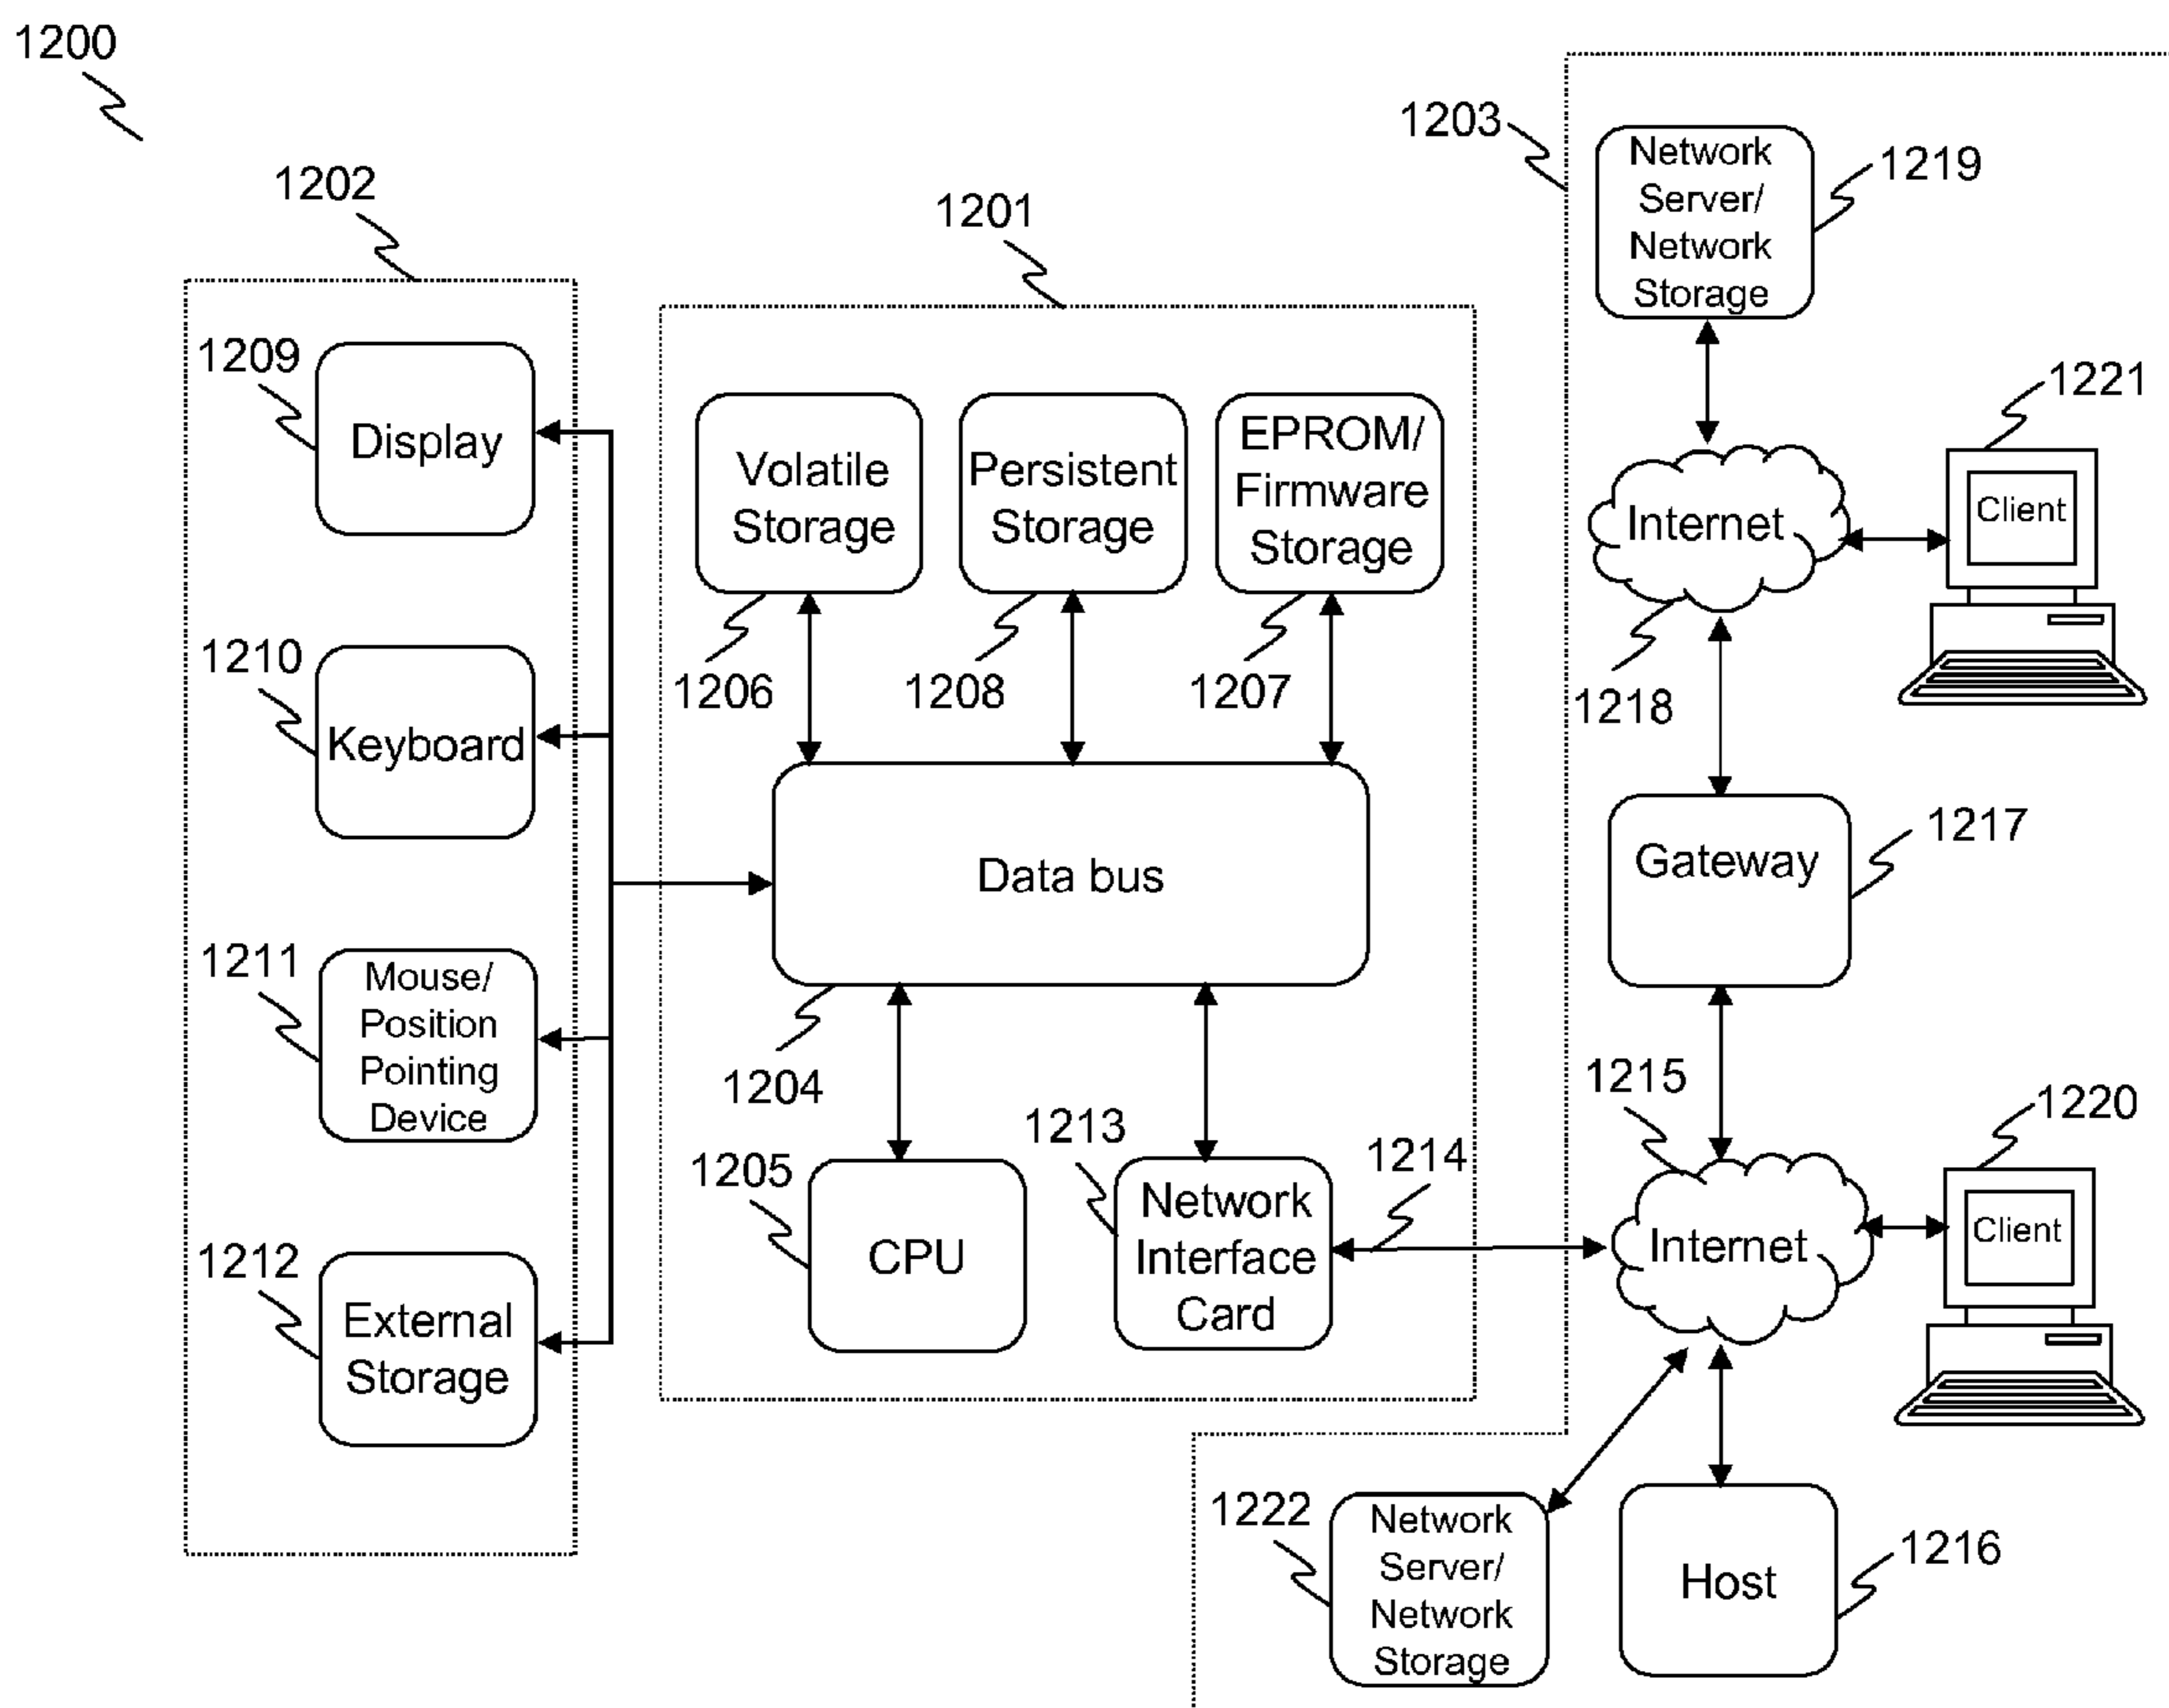 1200
1202
1209
Display
1210
Keyboard
1211
Mouse/
Position
Pointing
Device
1212
External
Storage
1201
Volatile
Storage
Persistent
Storage
EPROM/
Firmware
Storage
1206
1208
1207
Data bus
1204
1205
CPU
1213
Network
Interface
Card
1214
1203
Network
Server/
Network
Storage
1219
1221
Client
Internet
1218
Gateway
1217
1215
Internet
1220
Client
1222
Network
Server/
Network
Storage
Host
1216